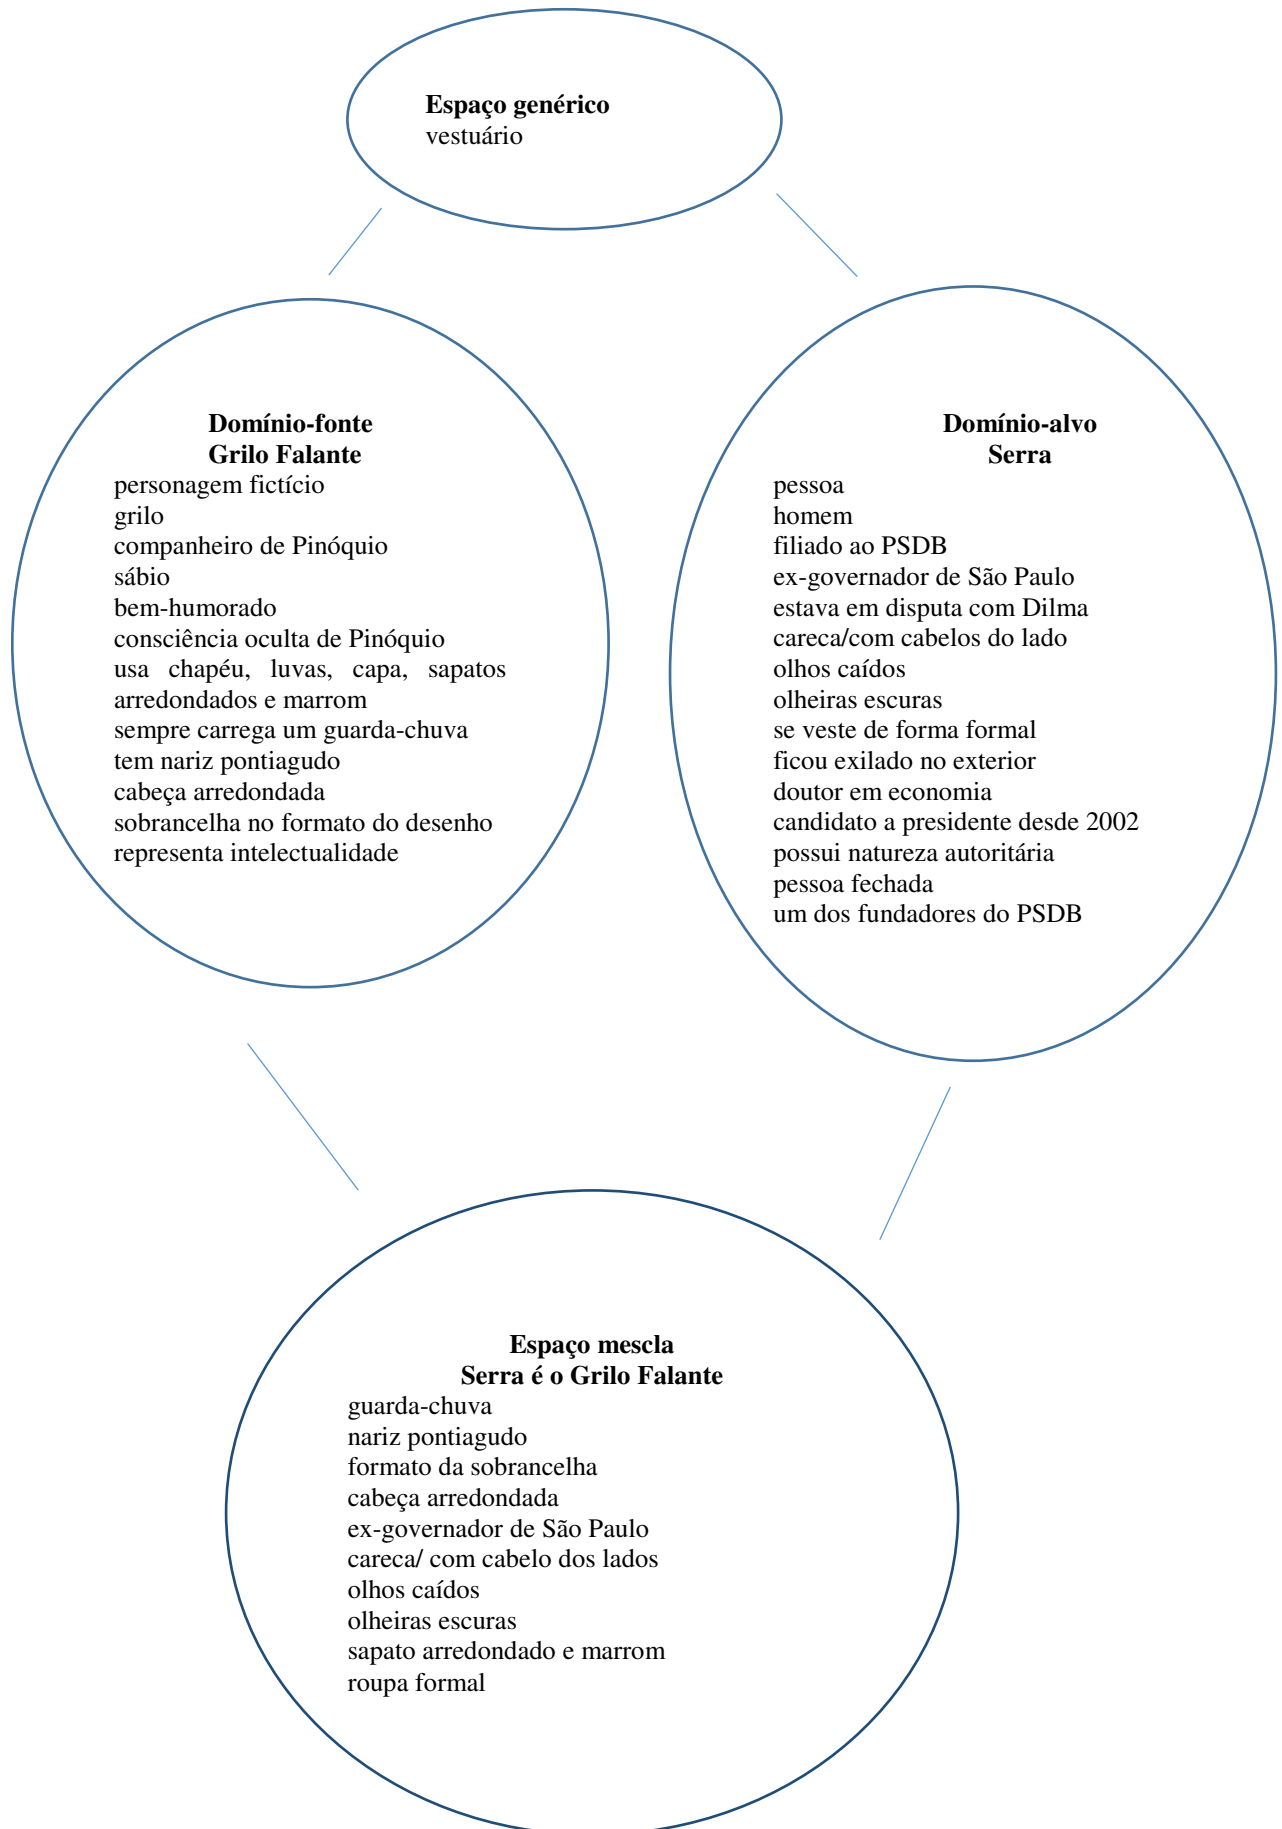 Espaço genérico
vestuário
Domínio-fonte
Grilo Falante
personagem fictício
grilo
companheiro de Pinóquio
sábio
bem-humorado
consciência oculta de Pinóquio
usa chapéu, luvas, capa, sapatos
arredondados e marrom
sempre carrega um guarda-chuva
tem nariz pontiagudo
cabeça arredondada
sobrancelha no formato do desenho
representa intelectualidade
Domínio-alvo
Serra
pessoa
homem
filiado ao PSDB
ex-governador de São Paulo
estava em disputa com Dilma
careca/com cabelos do lado
olhos caídos
olheiras escuras
se veste de forma formal
ficou exilado no exterior
doutor em economia
candidato a presidente desde 2002
possui natureza autoritária
pessoa fechada
um dos fundadores do PSDB
Espaço mescla
Serra é o Grilo Falante
guarda-chuva
nariz pontiagudo
formato da sobrancelha
cabeça arredondada
ex-governador de São Paulo
careca/ com cabelo dos lados
olhos caídos
olheiras escuras
sapato arredondado e marrom
roupa formal